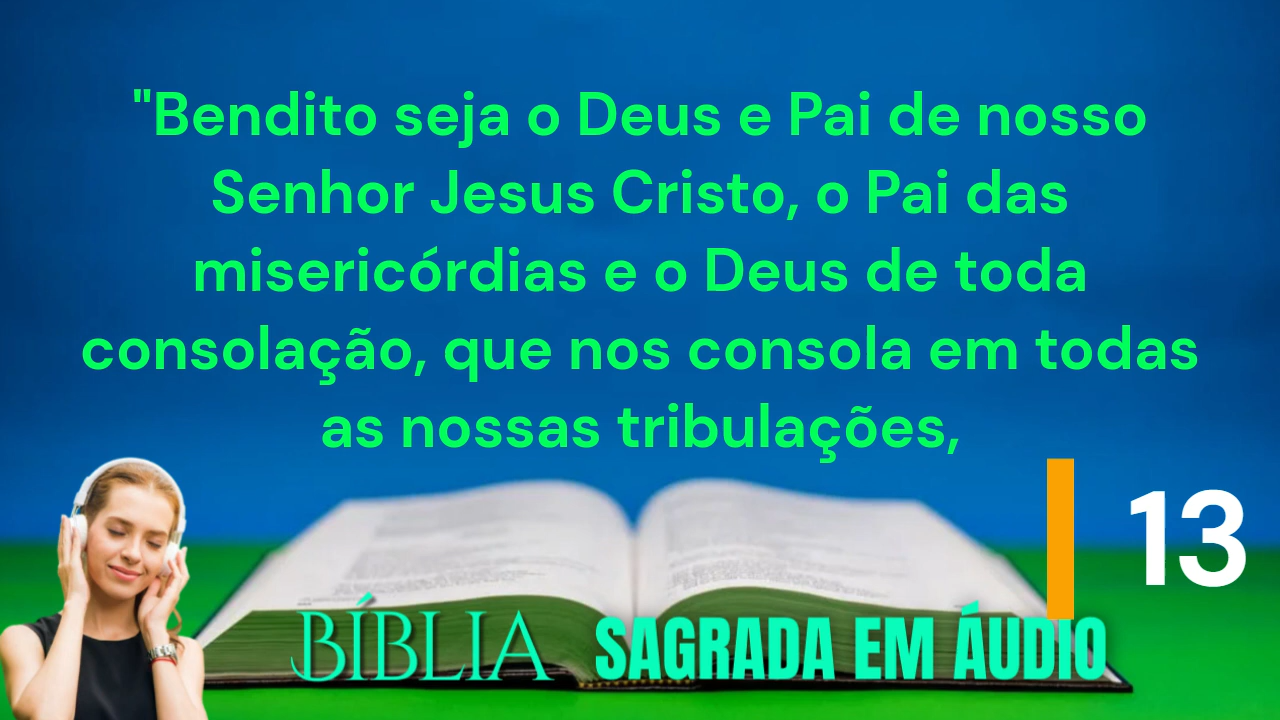 "Bendito seja o Deus e Pai de nosso
Senhor Jesus Cristo, o Pai das
misericórdias e o Deus de toda
consolação, que nos consola em todas
as nossas tribulações,
13
BÍBLIA SAGRADA EM ÁUDIO